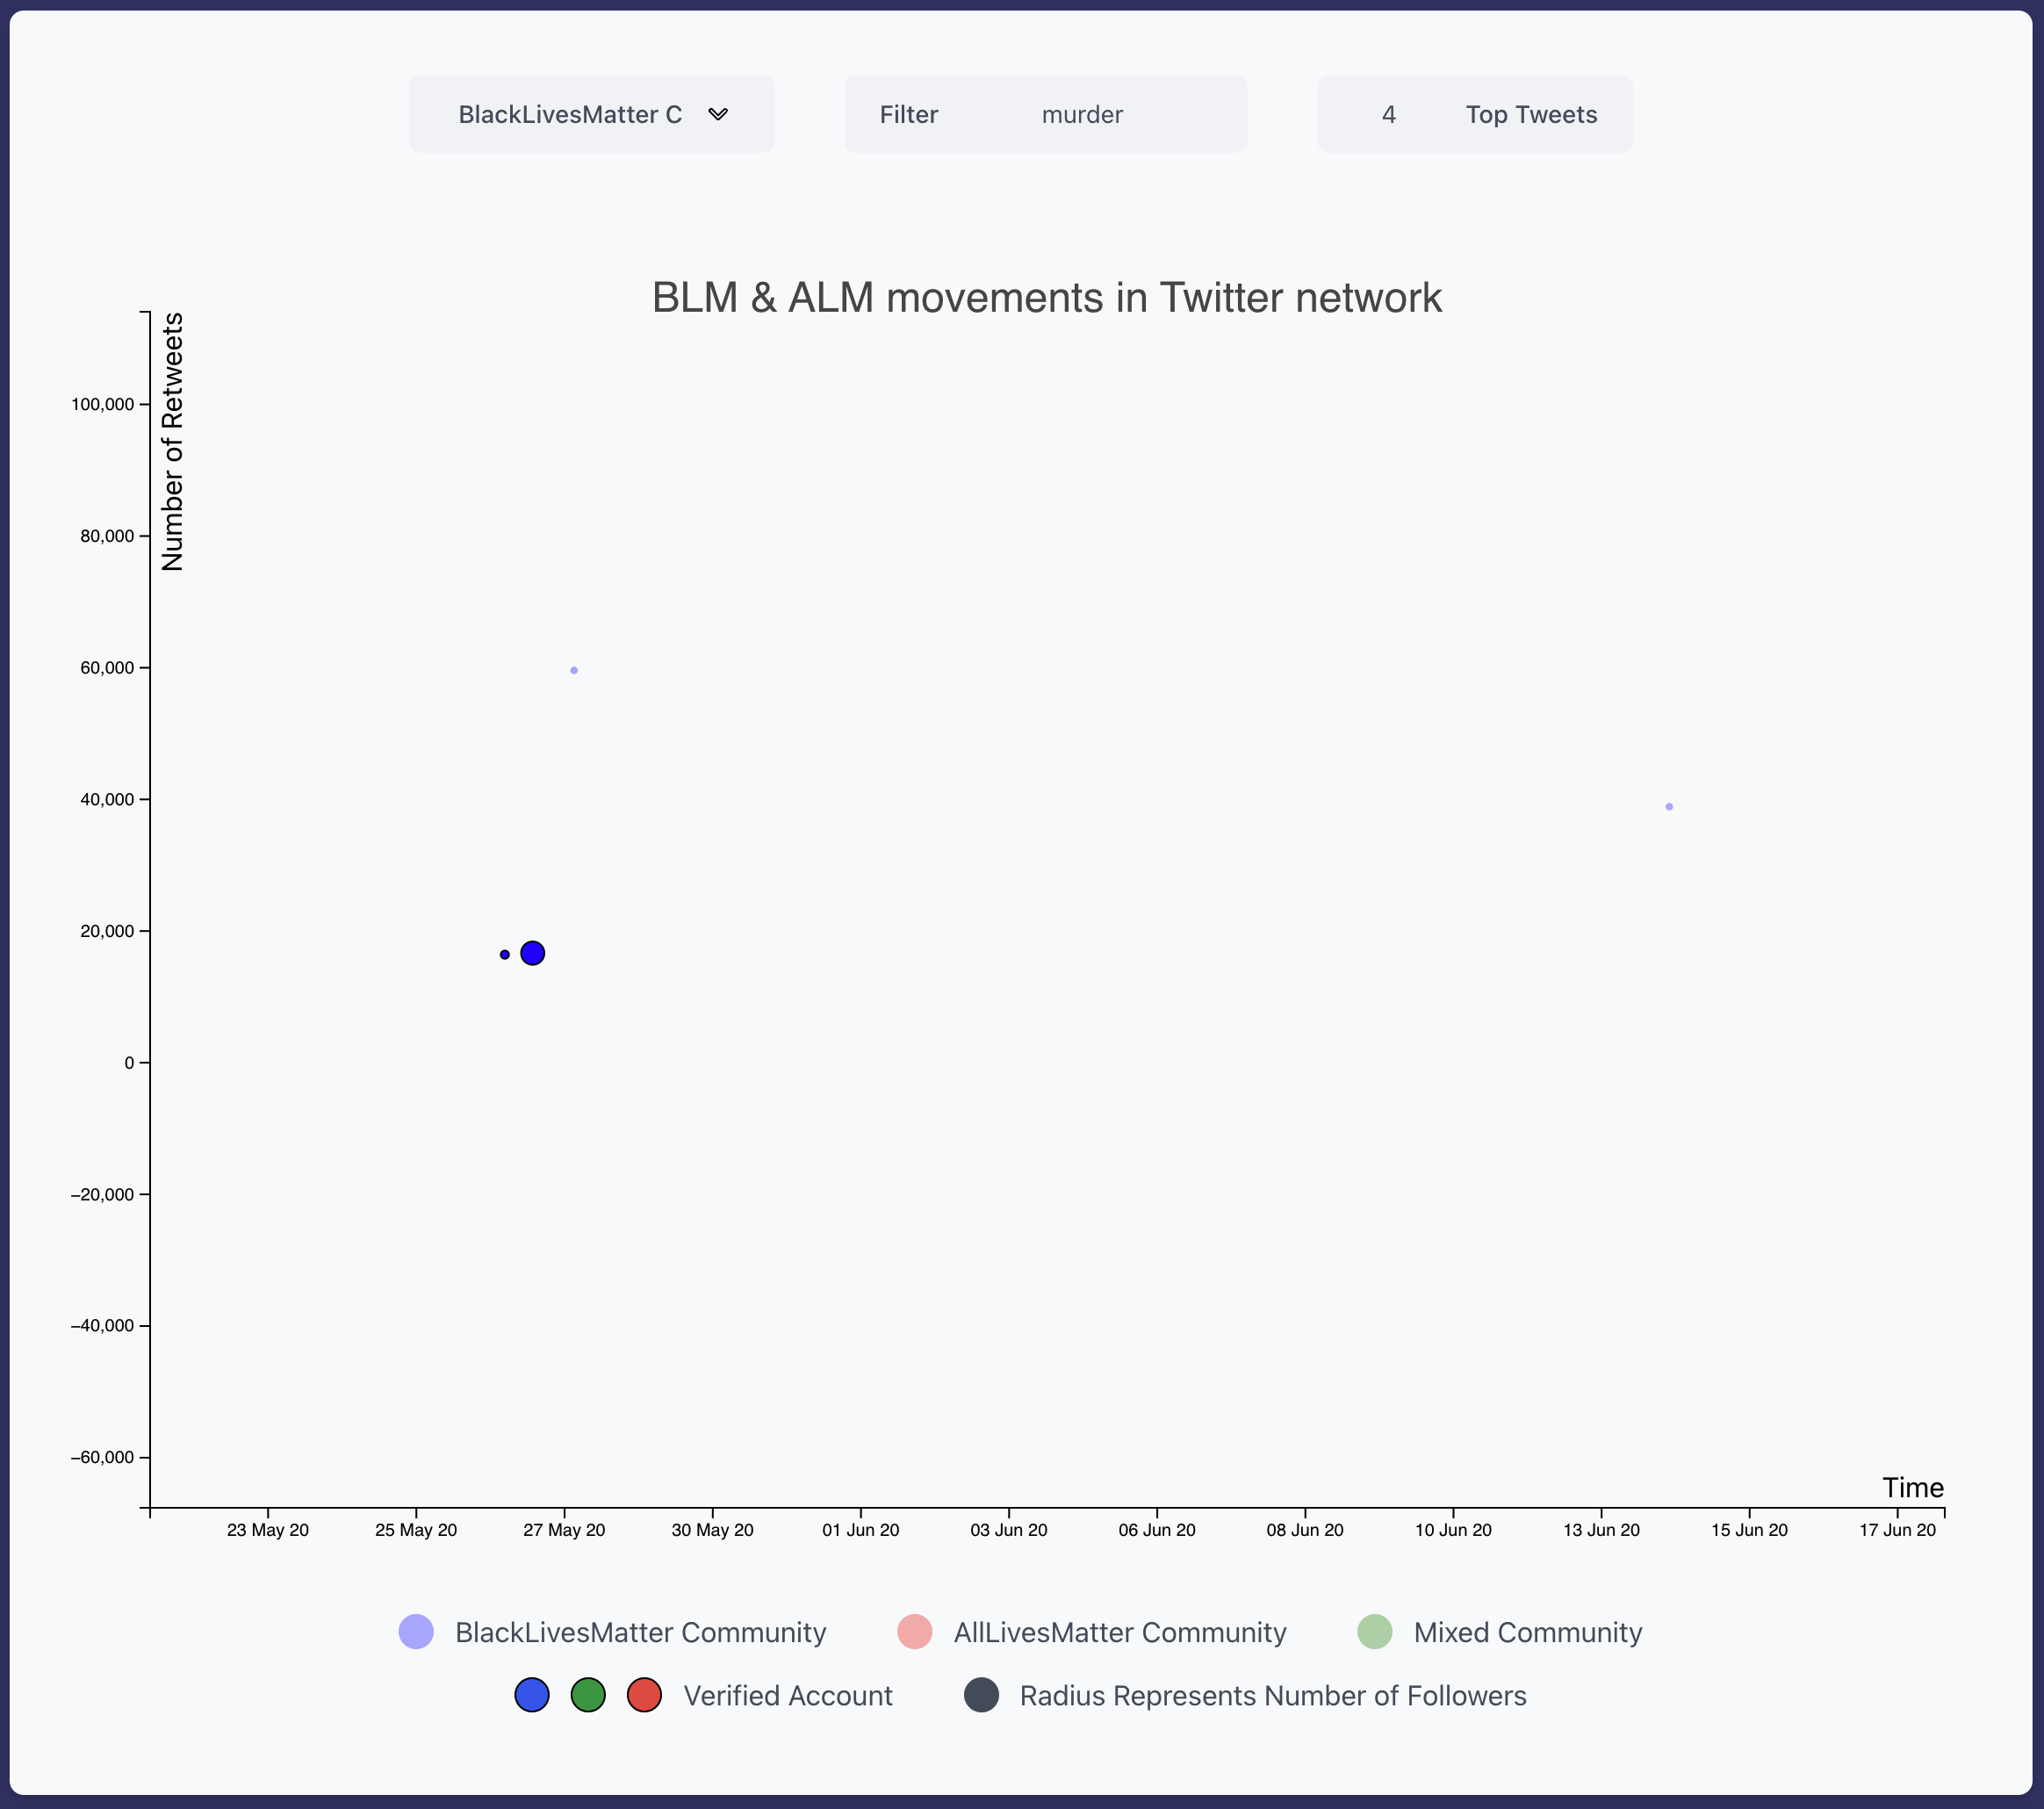 BlackLivesMatter C
Filter murder
4 Top Tweets
BLM & ALM movements in Twitter network
Number of Retweets
100,000
80,000
60,000
40,000
20,000
0
−20,000
−40,000
−60,000
Time
23 May 20 25 May 20 27 May 20 30 May 20 01 Jun 20 03 Jun 20 06 Jun 20 08 Jun 20 10 Jun 20 13 Jun 20 15 Jun 20 17 Jun 20
BlackLivesMatter Community AllLivesMatter Community Mixed Community
Verified Account Radius Represents Number of Followers